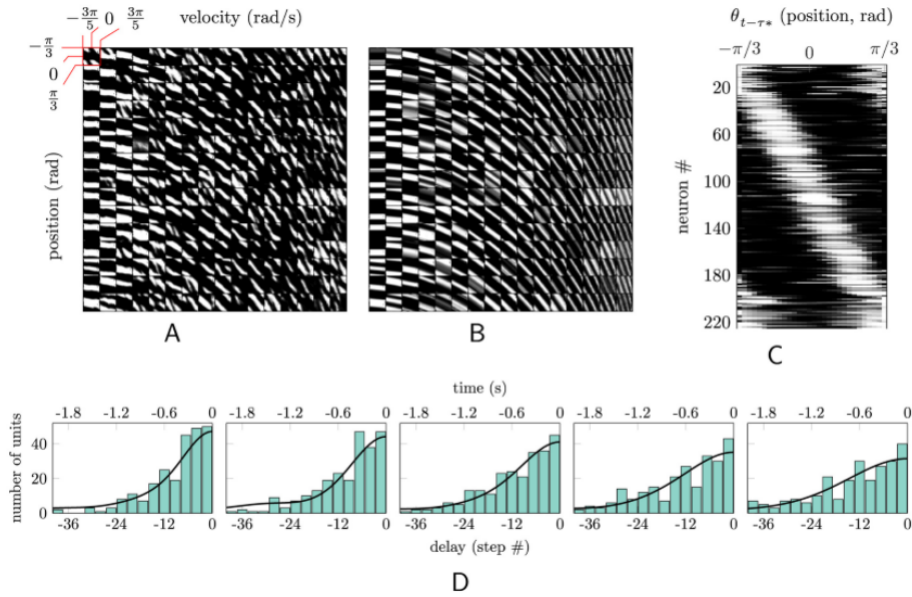 velocity (rad/s)
−3π/5 0 3π/5
−π/3
0
π/3
position (rad)
A
B
θ_{t−τ*} (position, rad)
−π/3 0 π/3
neuron #
20
60
100
140
180
220
C
time (s)
-1.8 -1.2 -0.6 0 -1.8 -1.2 -0.6 0 -1.8 -1.2 -0.6 0 -1.8 -1.2 -0.6 0 -1.8 -1.2 -0.6 0
number of units
40
20
0
-36 -24 -12 0 -36 -24 -12 0 -36 -24 -12 0 -36 -24 -12 0 -36 -24 -12 0
delay (step #)
D